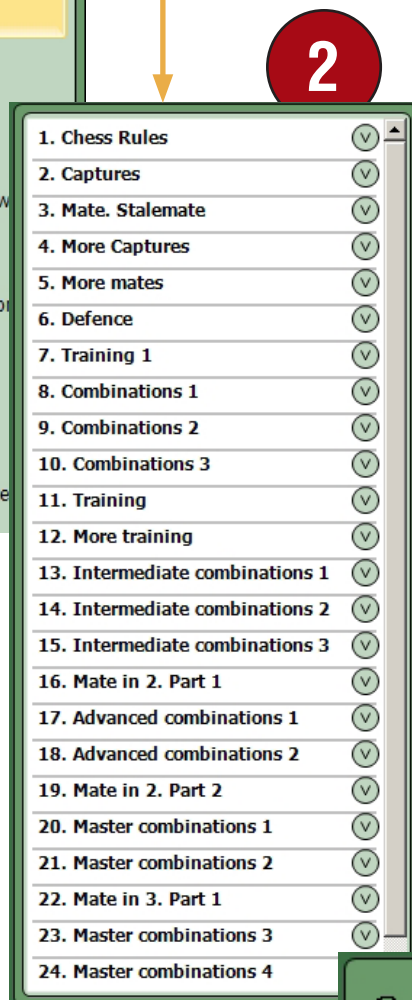 2
1. Chess Rules
2. Captures
3. Mate. Stalemate
4. More Captures
5. More mates
6. Defence
7. Training 1
8. Combinations 1
9. Combinations 2
10. Combinations 3
11. Training
12. More training
13. Intermediate combinations 1
14. Intermediate combinations 2
15. Intermediate combinations 3
16. Mate in 2. Part 1
17. Advanced combinations 1
18. Advanced combinations 2
19. Mate in 2. Part 2
20. Master combinations 1
21. Master combinations 2
22. Mate in 3. Part 1
23. Master combinations 3
24. Master combinations 4